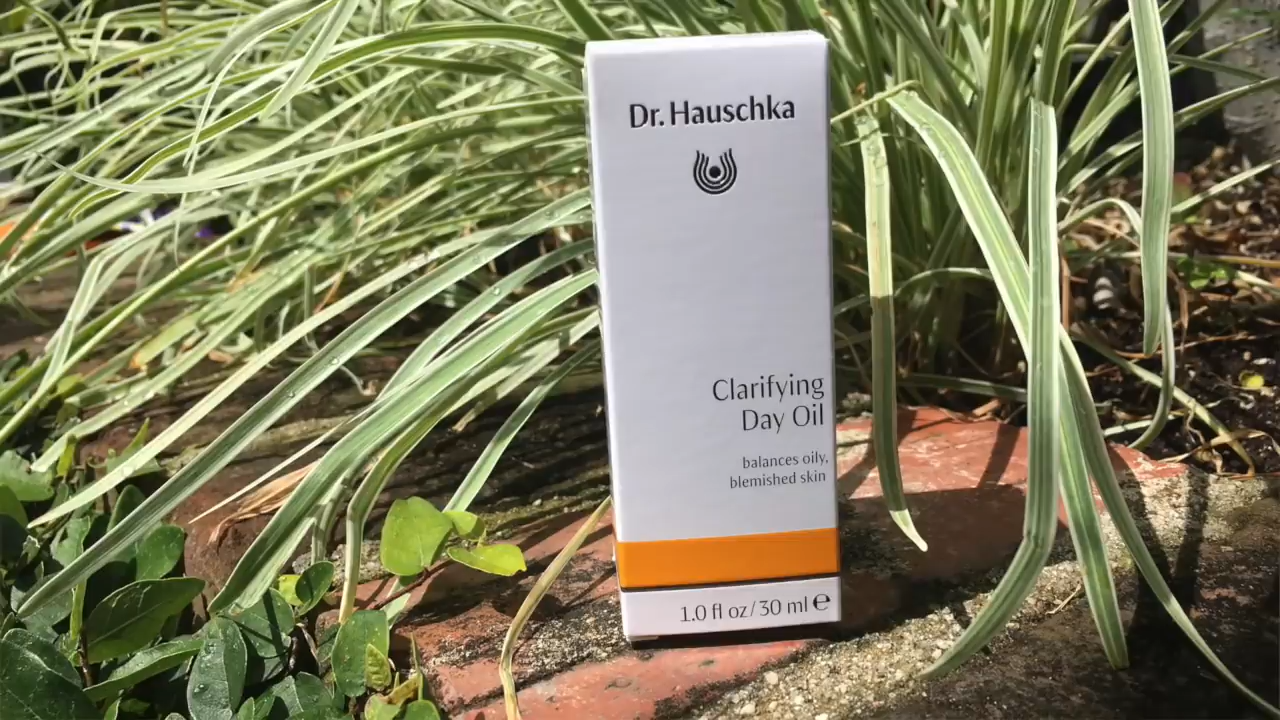 Dr. Hauschka
Clarifying
Day Oil
balances oily,
blemished skin
1.0 fl oz/30 ml ℮